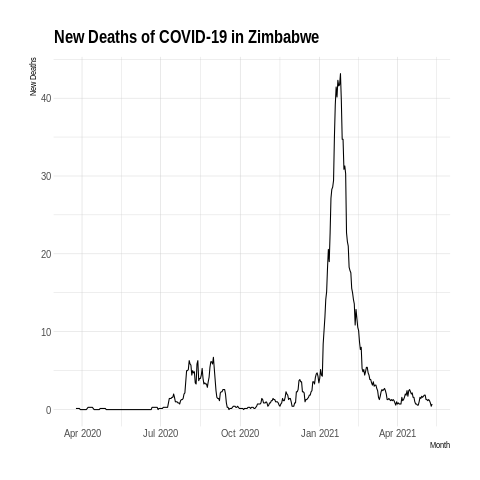 New Deaths of COVID-19 in Zimbabwe
New Deaths
40
30
20
10
0
Apr 2020 Jul 2020 Oct 2020 Jan 2021 Apr 2021
Month